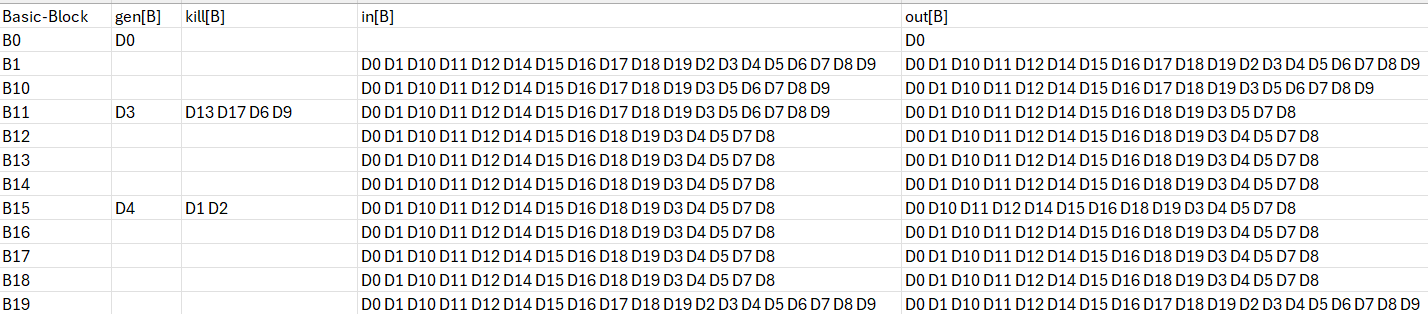 Basic-Block gen[B] kill[B] in[B] out[B]
B0 D0 D0
B1 D0 D1 D10 D11 D12 D14 D15 D16 D17 D18 D19 D2 D3 D4 D5 D6 D7 D8 D9 D0 D1 D10 D11 D12 D14 D15 D16 D17 D18 D19 D2 D3 D4 D5 D6 D7 D8 D9
B10 D0 D1 D10 D11 D12 D14 D15 D16 D17 D18 D19 D3 D5 D6 D7 D8 D9 D0 D1 D10 D11 D12 D14 D15 D16 D17 D18 D19 D3 D5 D6 D7 D8 D9
B11 D3 D13 D17 D6 D9 D0 D1 D10 D11 D12 D14 D15 D16 D17 D18 D19 D3 D5 D6 D7 D8 D9 D0 D1 D10 D11 D12 D14 D15 D16 D18 D19 D3 D5 D7 D8
B12 D0 D1 D10 D11 D12 D14 D15 D16 D18 D19 D3 D4 D5 D7 D8 D0 D1 D10 D11 D12 D14 D15 D16 D18 D19 D3 D4 D5 D7 D8
B13 D0 D1 D10 D11 D12 D14 D15 D16 D18 D19 D3 D4 D5 D7 D8 D0 D1 D10 D11 D12 D14 D15 D16 D18 D19 D3 D4 D5 D7 D8
B14 D0 D1 D10 D11 D12 D14 D15 D16 D18 D19 D3 D4 D5 D7 D8 D0 D1 D10 D11 D12 D14 D15 D16 D18 D19 D3 D4 D5 D7 D8
B15 D4 D1 D2 D0 D1 D10 D11 D12 D14 D15 D16 D18 D19 D3 D4 D5 D7 D8 D0 D10 D11 D12 D14 D15 D16 D18 D19 D3 D4 D5 D7 D8
B16 D0 D1 D10 D11 D12 D14 D15 D16 D18 D19 D3 D4 D5 D7 D8 D0 D1 D10 D11 D12 D14 D15 D16 D18 D19 D3 D4 D5 D7 D8
B17 D0 D1 D10 D11 D12 D14 D15 D16 D18 D19 D3 D4 D5 D7 D8 D0 D1 D10 D11 D12 D14 D15 D16 D18 D19 D3 D4 D5 D7 D8
B18 D0 D1 D10 D11 D12 D14 D15 D16 D18 D19 D3 D4 D5 D7 D8 D0 D1 D10 D11 D12 D14 D15 D16 D18 D19 D3 D4 D5 D7 D8
B19 D0 D1 D10 D11 D12 D14 D15 D16 D17 D18 D19 D2 D3 D4 D5 D6 D7 D8 D9 D0 D1 D10 D11 D12 D14 D15 D16 D17 D18 D19 D2 D3 D4 D5 D6 D7 D8 D9